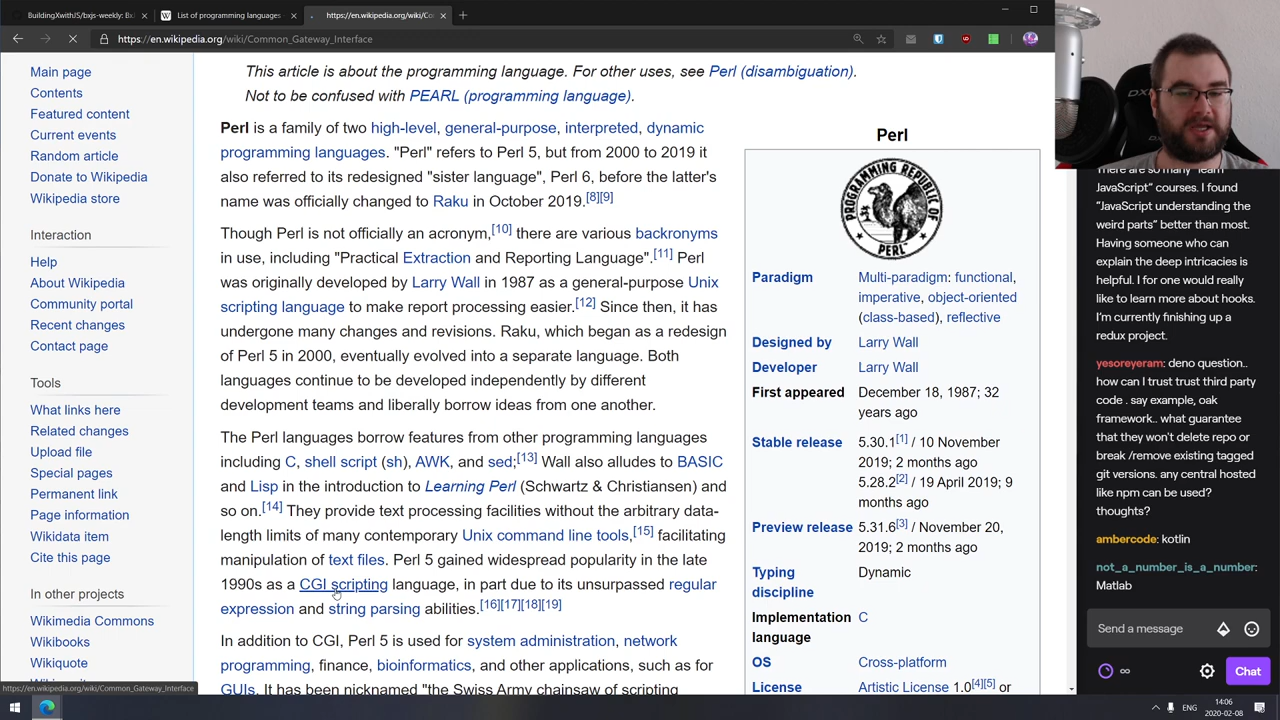 BuildingXwithJS/bxjs-weekly: Bx
List of programming languages
https://en.wikipedia.org/wiki/Co
https://en.wikipedia.org/wiki/Common_Gateway_Interface
Main page
Contents
Featured content
Current events
Random article
Donate to Wikipedia
Wikipedia store
Interaction
Help
About Wikipedia
Community portal
Recent changes
Contact page
Tools
What links here
Related changes
Upload file
Special pages
Permanent link
Page information
Wikidata item
Cite this page
In other projects
Wikimedia Commons
Wikibooks
Wikiquote
https://en.wikipedia.org/wiki/Common_Gateway_Interface
This article is about the programming language. For other uses, see Perl (disambiguation).
Not to be confused with PEARL (programming language).
Perl is a family of two high-level, general-purpose, interpreted, dynamic
programming languages. "Perl" refers to Perl 5, but from 2000 to 2019 it
also referred to its redesigned "sister language", Perl 6, before the latter's
name was officially changed to Raku in October 2019.[8][9]
Though Perl is not officially an acronym,[10] there are various backronyms
in use, including "Practical Extraction and Reporting Language".[11] Perl
was originally developed by Larry Wall in 1987 as a general-purpose Unix
scripting language to make report processing easier.[12] Since then, it has
undergone many changes and revisions. Raku, which began as a redesign
of Perl 5 in 2000, eventually evolved into a separate language. Both
languages continue to be developed independently by different
development teams and liberally borrow ideas from one another.
The Perl languages borrow features from other programming languages
including C, shell script (sh), AWK, and sed;[13] Wall also alludes to BASIC
and Lisp in the introduction to Learning Perl (Schwartz & Christiansen) and
so on.[14] They provide text processing facilities without the arbitrary data-
length limits of many contemporary Unix command line tools,[15] facilitating
manipulation of text files. Perl 5 gained widespread popularity in the late
1990s as a CGI scripting language, in part due to its unsurpassed regular
expression and string parsing abilities.[16][17][18][19]
In addition to CGI, Perl 5 is used for system administration, network
programming, finance, bioinformatics, and other applications, such as for
GUIs. It has been nicknamed "the Swiss Army chainsaw of scripting
Perl
PROGRAMMING REPUBLIC OF
PERL
Paradigm Multi-paradigm: functional,
imperative, object-oriented
(class-based), reflective
Designed by Larry Wall
Developer Larry Wall
First appeared December 18, 1987; 32
years ago
Stable release 5.30.1[1] / 10 November
2019; 2 months ago
5.28.2[2] / 19 April 2019; 9
months ago
Preview release 5.31.6[3] / November 20,
2019; 2 months ago
Typing Dynamic
discipline
Implementation C
language
OS Cross-platform
License Artistic License 1.0[4][5] or
DX
There are so many "learn
JavaScript" courses. I found
"JavaScript understanding the
weird parts" better than most.
Having someone who can
explain the deep intricacies is
helpful. I for one would really
like to learn more about hooks.
I'm currently finishing up a
redux project.
yesoreyeram: deno question..
how can I trust trust third party
code . say example, oak
framework.. what guarantee
that they won't delete repo or
break /remove existing tagged
git versions. any central hosted
like npm can be used?
thoughts?
ambercode: kotlin
not_a_number_is_a_number:
Matlab
Send a message
∞
Chat
ENG
14:06
2020-02-08